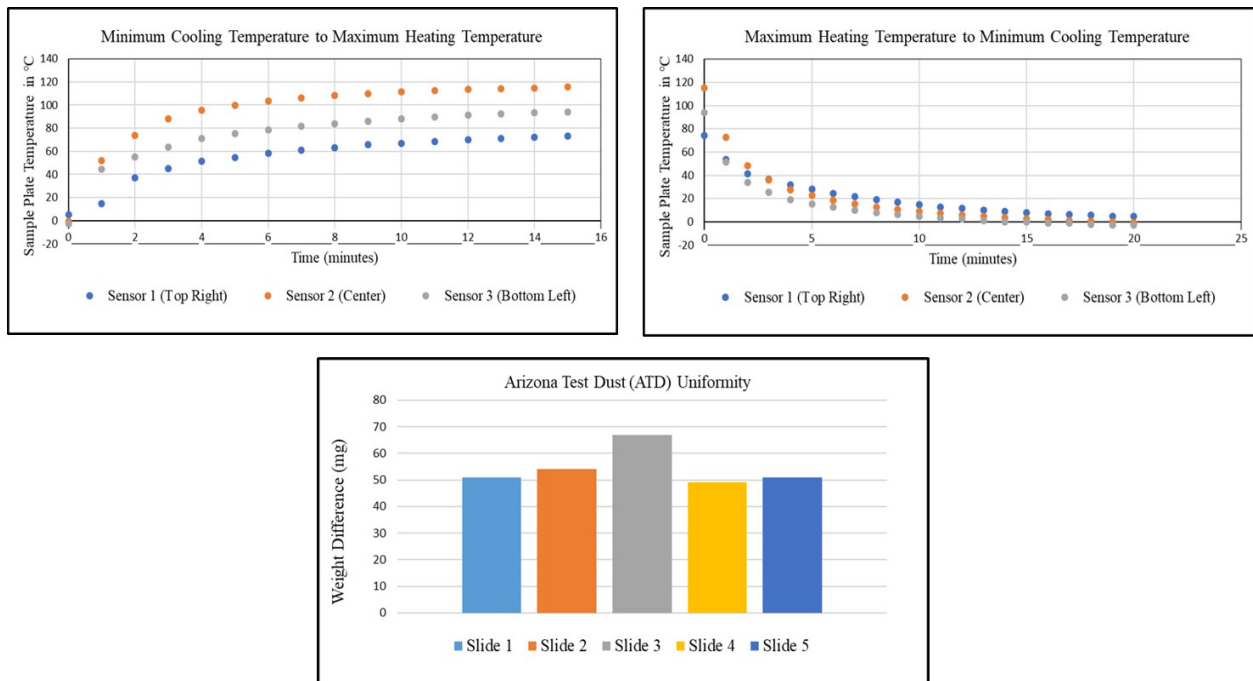 Minimum Cooling Temperature to Maximum Heating Temperature
Sample Plate Temperature in °C
140
120
100
80
60
40
20
0
-20
0 2 4 6 8 10 12 14 16
Time (minutes)
Sensor 1 (Top Right) Sensor 2 (Center) Sensor 3 (Bottom Left)
Maximum Heating Temperature to Minimum Cooling Temperature
Sample Plate Temperature in °C
140
120
100
80
60
40
20
0
-20
0 5 10 15 20 25
Time (minutes)
Sensor 1 (Top Right) Sensor 2 (Center) Sensor 3 (Bottom Left)
Arizona Test Dust (ATD) Uniformity
Weight Difference (mg)
80
70
60
50
40
30
20
10
0
Slide 1 Slide 2 Slide 3 Slide 4 Slide 5